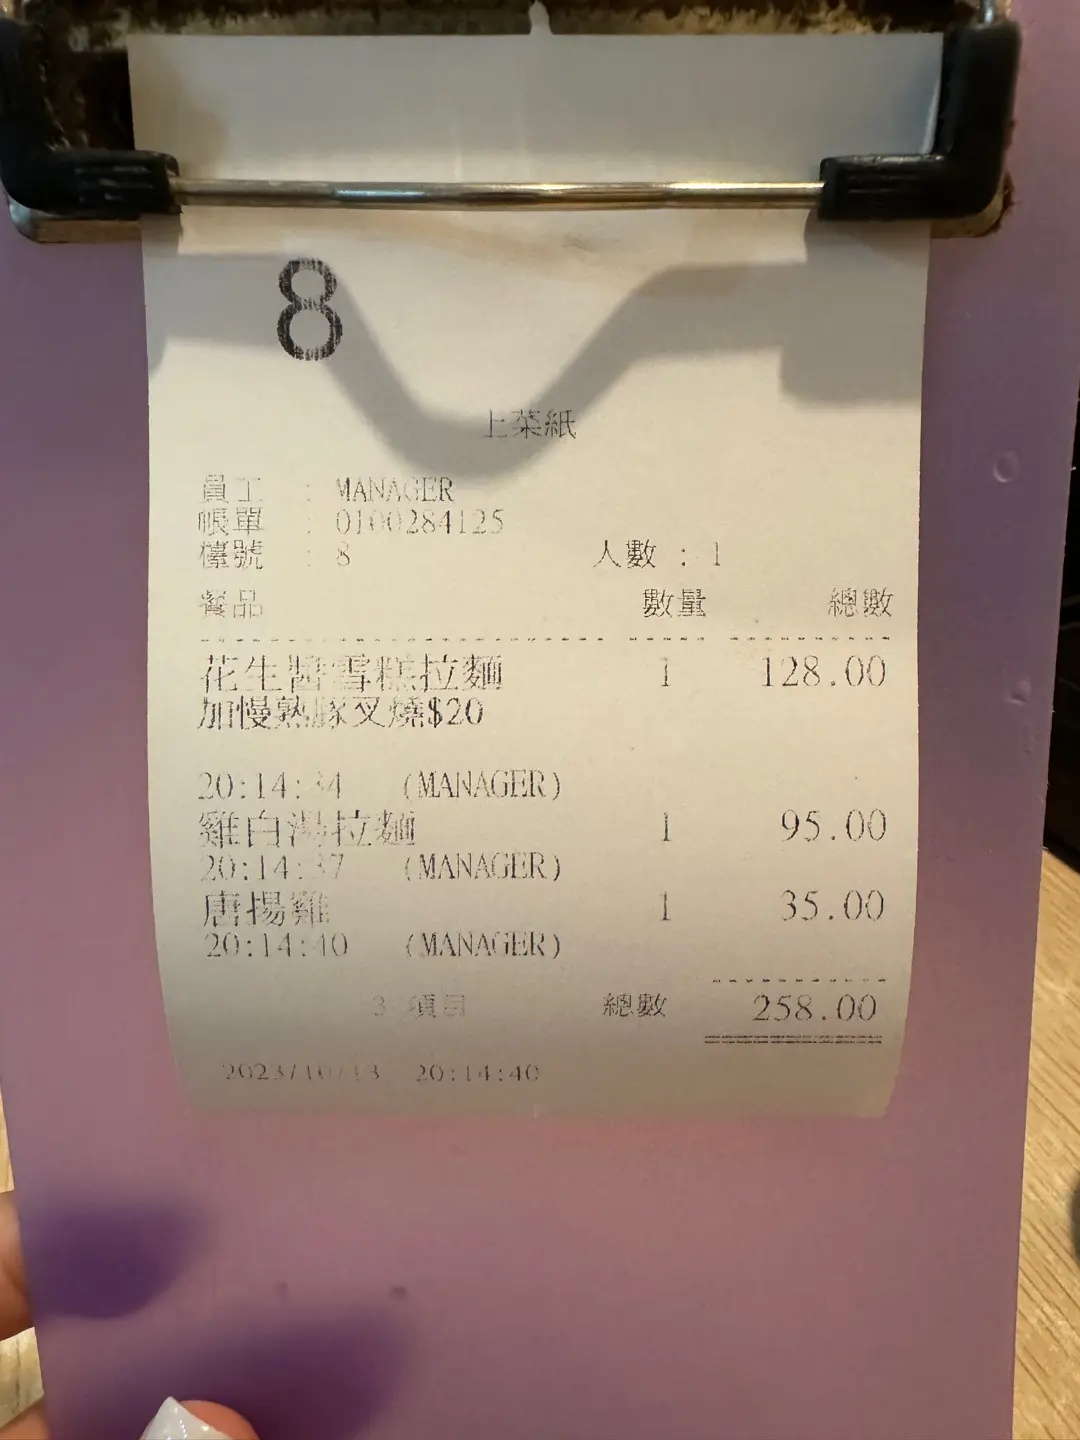 8
上菜紙
員工 : MANAGER
帳單 : 0100284125
檯號 : 8 人數 : 1
餐品 數量 總數
花生醬雪糕拉麵 1 128.00
加慢熟豚叉燒$20
20:14:34 (MANAGER)
雞白湯拉麵 1 95.00
20:14:37 (MANAGER)
唐揚雞 1 35.00
20:14:40 (MANAGER)
3 項目 總數 258.00
2023/10/13 20:14:40